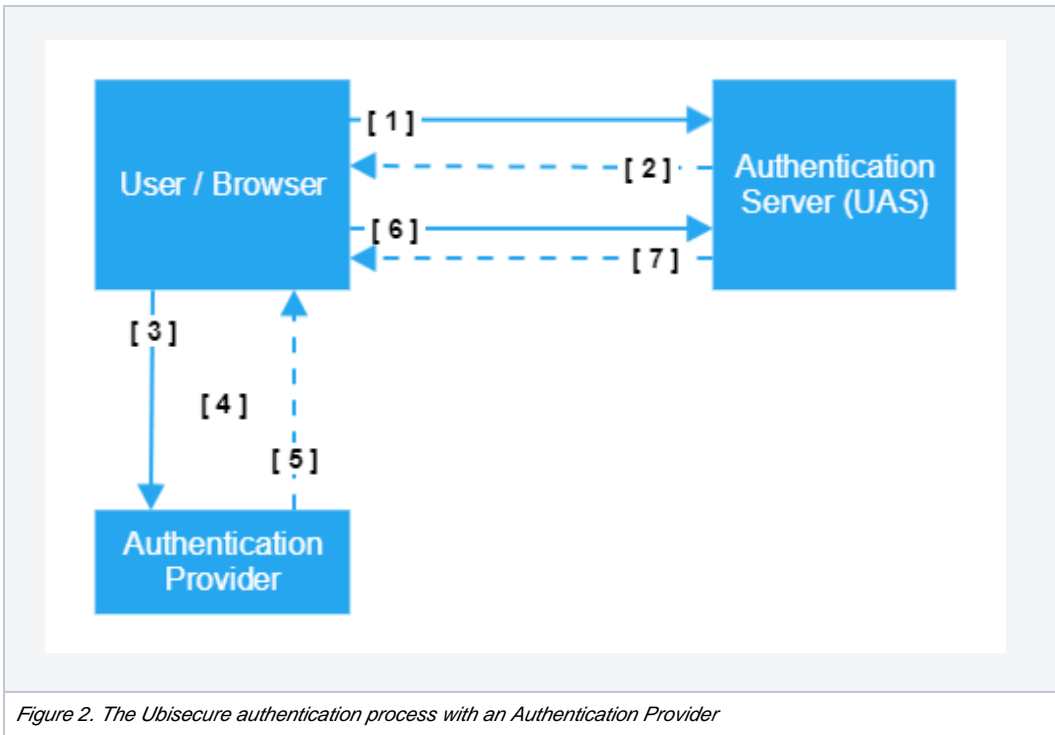 [ 1 ]
[ 2 ]
User / Browser
Authentication
Server (UAS)
[ 6 ]
[ 7 ]
[ 3 ]
[ 4 ]
[ 5 ]
Authentication
Provider
Figure 2. The Ubisecure authentication process with an Authentication Provider